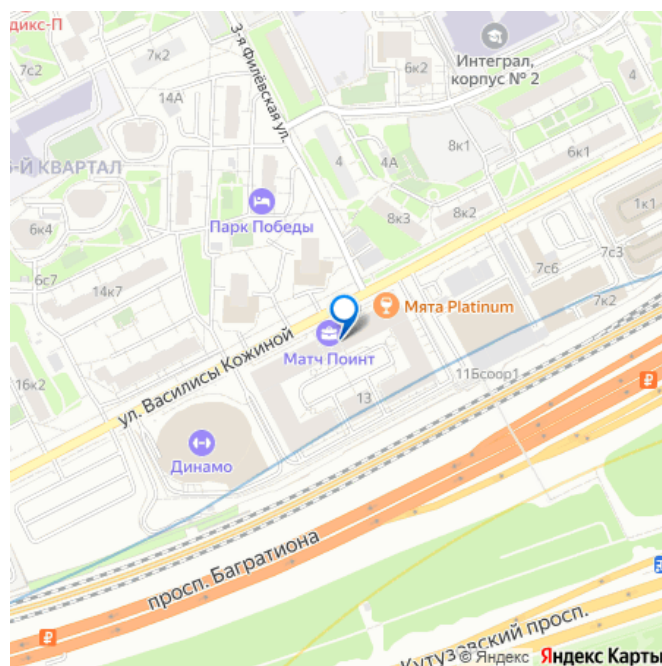 дикс-П
7к2
7с2
3-я Филёвская ул.
6к2
Интеграл,
корпус № 2
4
14А
8к1
4
4А
6к1
-Й КВАРТАЛ
Парк Победы
8к3
8к2
1к1
6к4
7с3
7с6
6с7
14к7
7к2
Мята Platinum
ул. Василисы Кожиной
Матч Поинт
16к2
11Бсоор1
13
Динамо
просп. Багратиона
Кутузовский просп.
© Яндекс Яндекс Карты